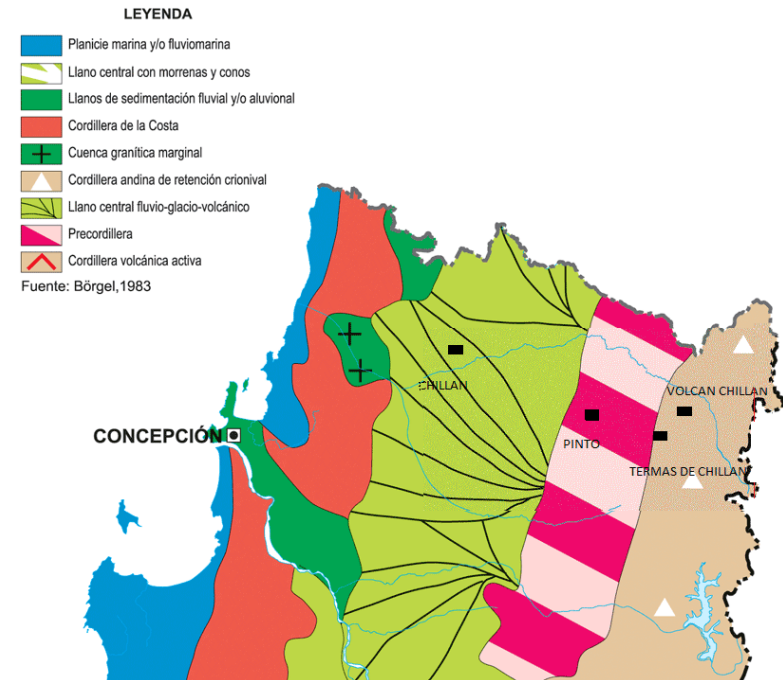 LEYENDA
Planicie marina y/o fluviomarina
Llano central con morrenas y conos
Llanos de sedimentación fluvial y/o aluvional
Cordillera de la Costa
Cuenca granítica marginal
Cordillera andina de retención crionival
Llano central fluvio-glacio-volcánico
Precordillera
Cordillera volcánica activa
Fuente: Börgel,1983
CHILLAN
VOLCAN CHILLAN
CONCEPCIÓN
PINTO
TERMAS DE CHILLAN